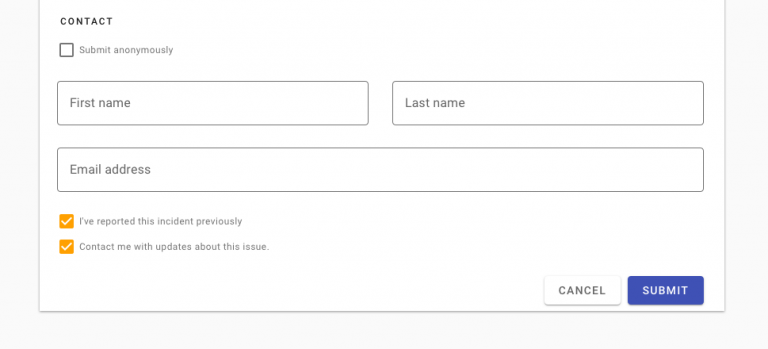 CONTACT
Submit anonymously
First name
Last name
Email address
I've reported this incident previously
Contact me with updates about this issue.
CANCEL
SUBMIT